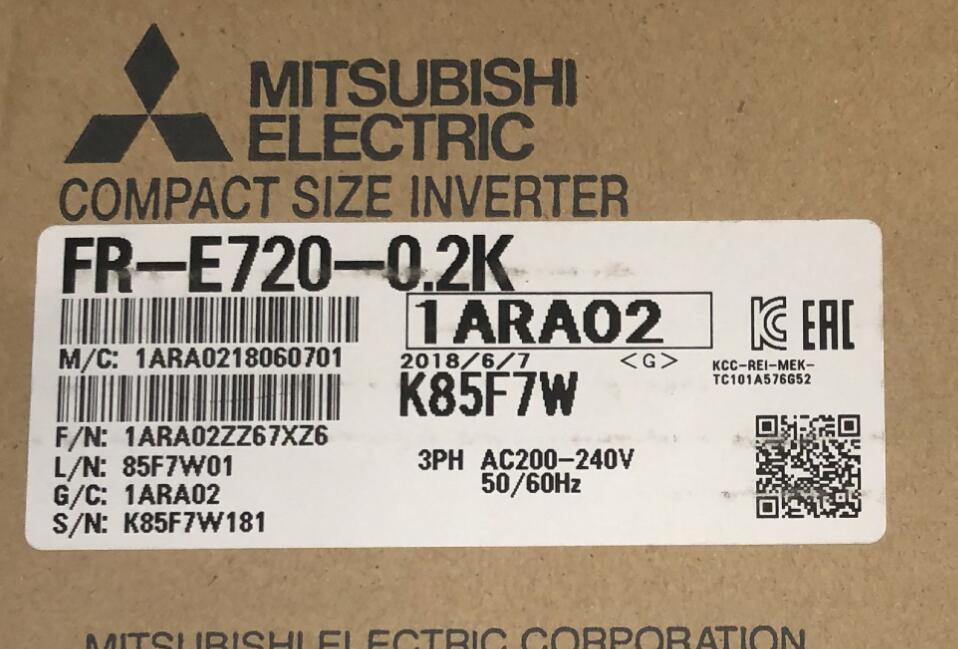 MITSUBISHI
ELECTRIC
COMPACT SIZE INVERTER
FR-E720-0.2K
1ARA02
M/C: 1ARA0218060701
2018/6/7 <G>
KCC-REI-MEK-
TC101A576G52
K85F7W
F/N: 1ARA02ZZ67XZ6
L/N: 85F7W01
G/C: 1ARA02
S/N: K85F7W181
3PH AC200-240V
50/60Hz
EAC
MITSUBISHI ELECTRIC CORPORATION